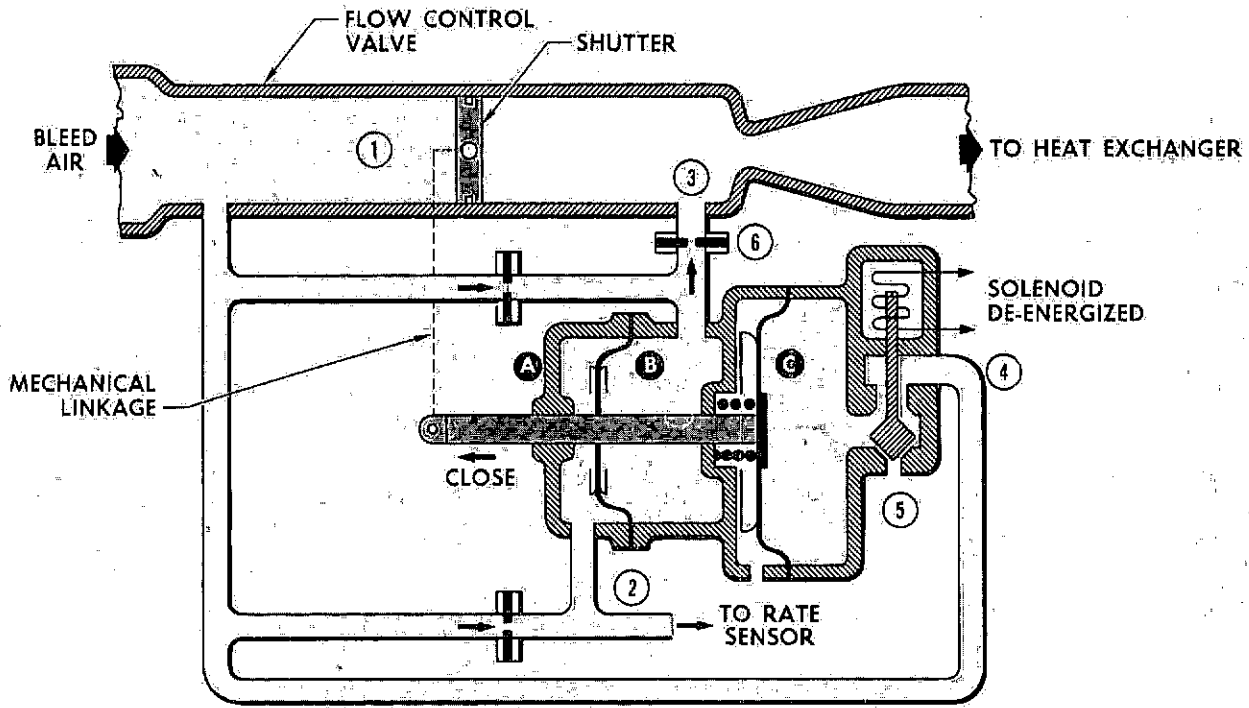 FLOW CONTROL
VALVE
SHUTTER
BLEED
AIR
1
TO HEAT EXCHANGER
3
6
SOLENOID
DE-ENERGIZED
A
B
C
4
MECHANICAL
LINKAGE
CLOSE
5
2
TO RATE
SENSOR